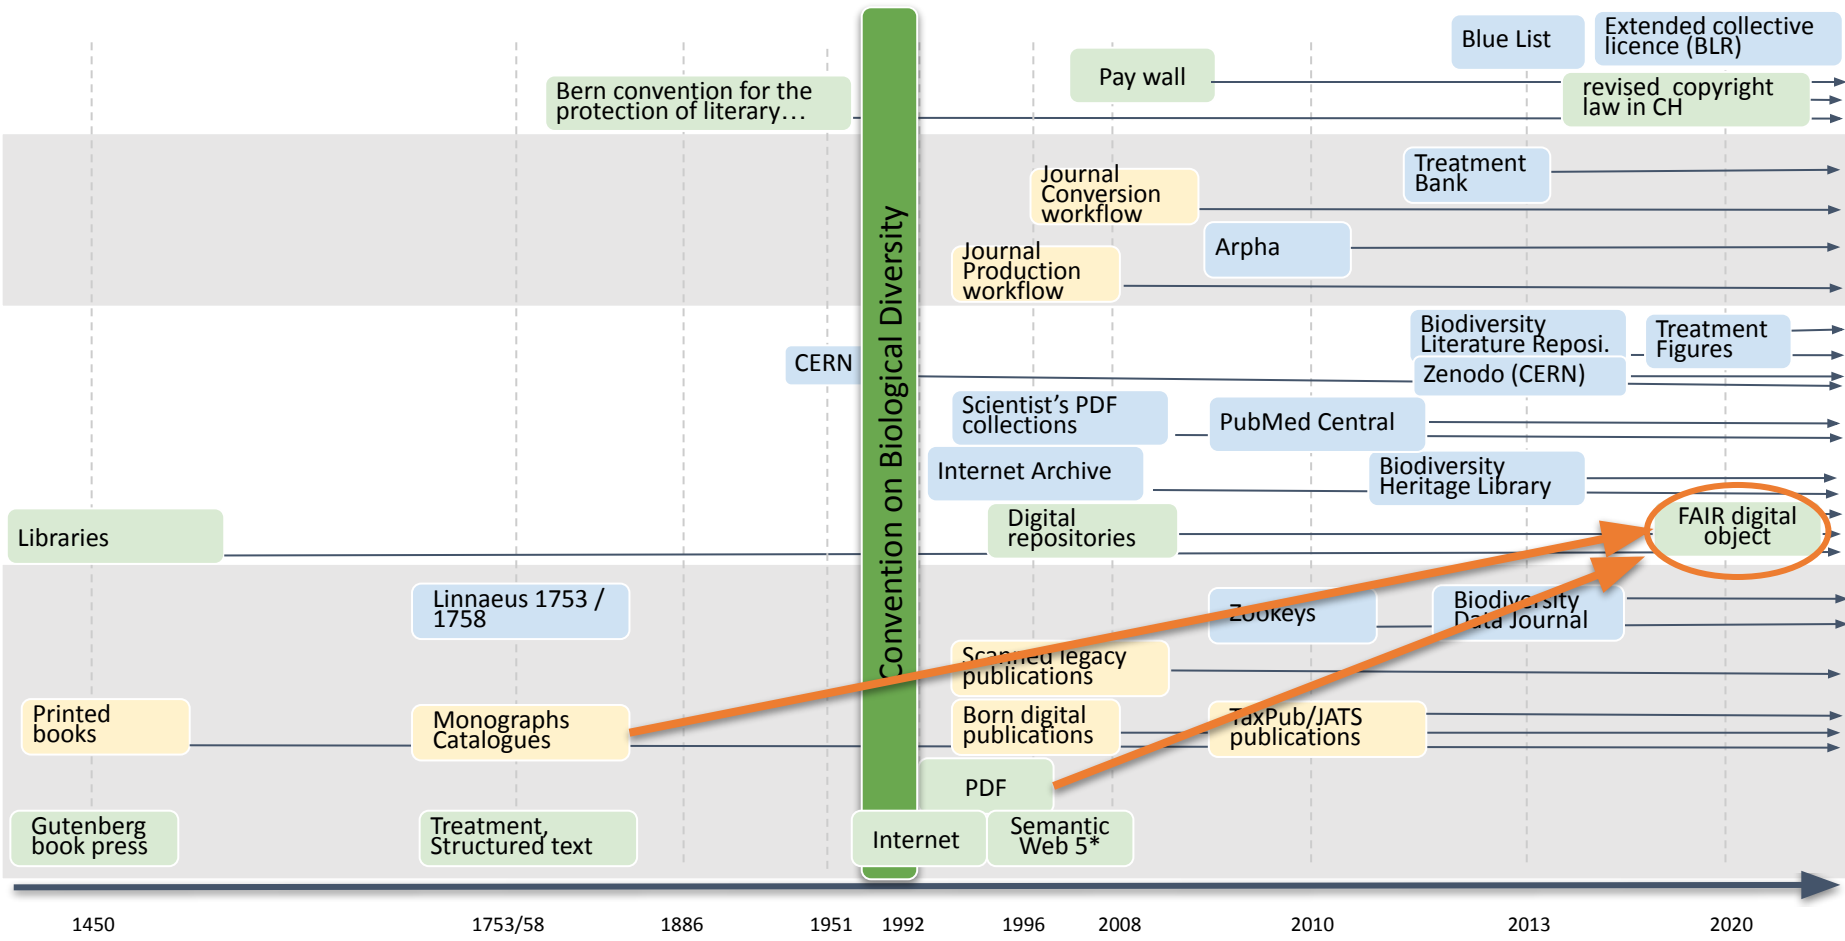 Blue List
Extended collective
licence (BLR)
Pay wall
Bern convention for the
protection of literary…
revised  copyright
law in CH
Treatment
Bank
Journal
Conversion
workflow
Arpha
Journal
Production
workflow
Convention on Biological Diversity
Biodiversity
Literature Reposi.
Treatment
Figures
CERN
Zenodo (CERN)
Scientist’s PDF
collections
PubMed Central
Internet Archive
Biodiversity
Heritage Library
Libraries
Digital
repositories
FAIR digital
object
Linnaeus 1753 /
1758
Zookeys
Biodiversity
Data Journal
Scanned legacy
publications
Printed
books
Monographs
Catalogues
Born digital
publications
TaxPub/JATS
publications
PDF
Gutenberg
book press
Treatment,
Structured text
Internet
Semantic
Web 5*
1450
1753/58
1886
1951
1992
1996
2008
2010
2013
2020